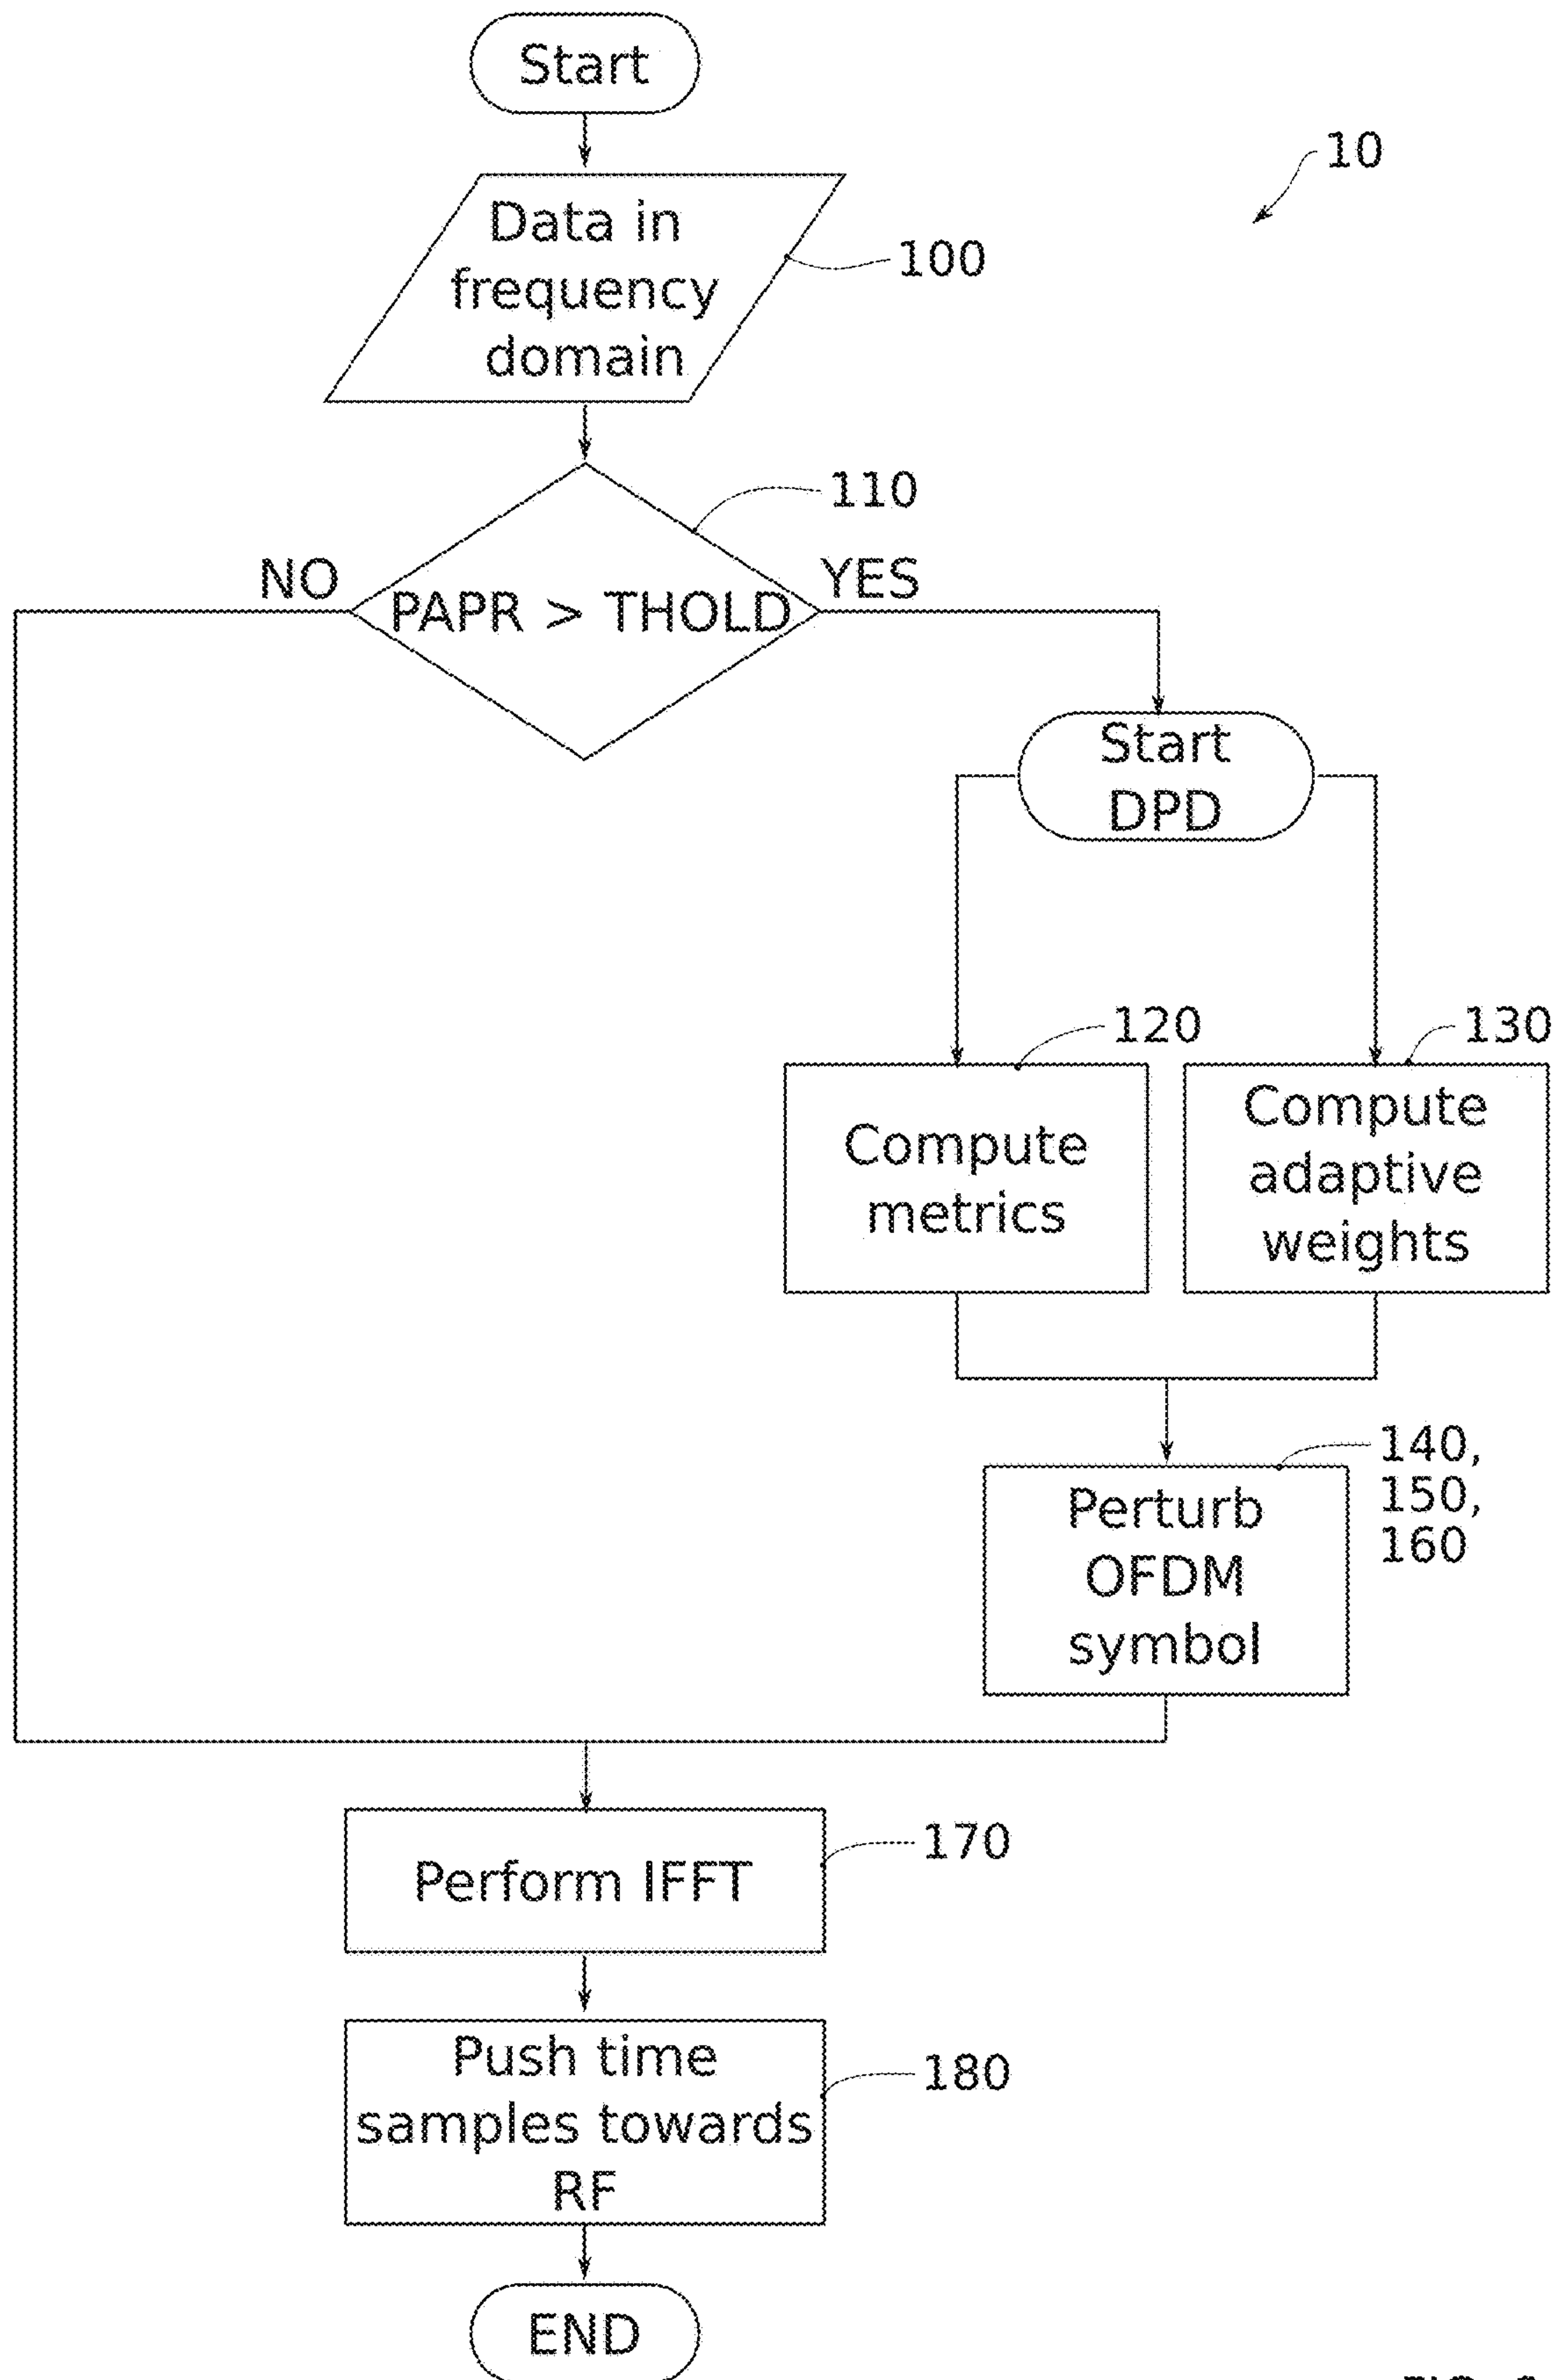 Start
10
Data in
frequency
domain
100
110
NO
YES
PAPR > THOLD
Start
DPD
120
130
Compute
metrics
Compute
adaptive
weights
140,
150,
160
Perturb
OFDM
symbol
Perform IFFT
170
Push time
samples towards
RF
180
END